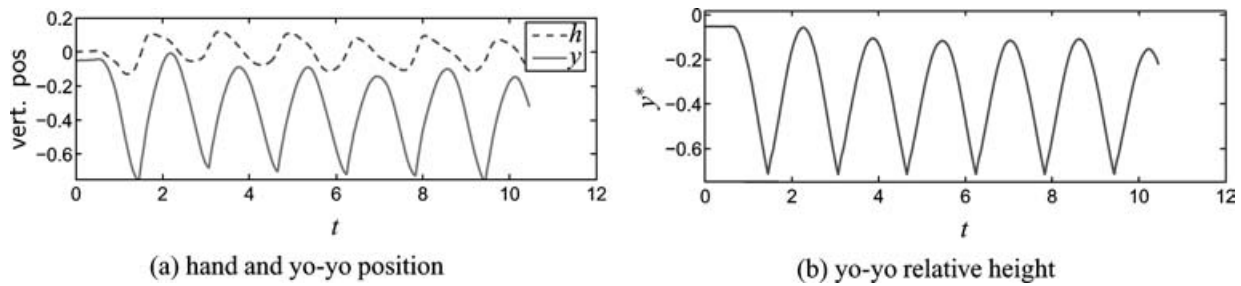 0.2
0
−0.2
−0.4
−0.6
vert. pos
h
y
0 2 4 6 8 10 12
t
(a) hand and yo-yo position
0
−0.2
−0.4
−0.6
y*
0 2 4 6 8 10 12
t
(b) yo-yo relative height